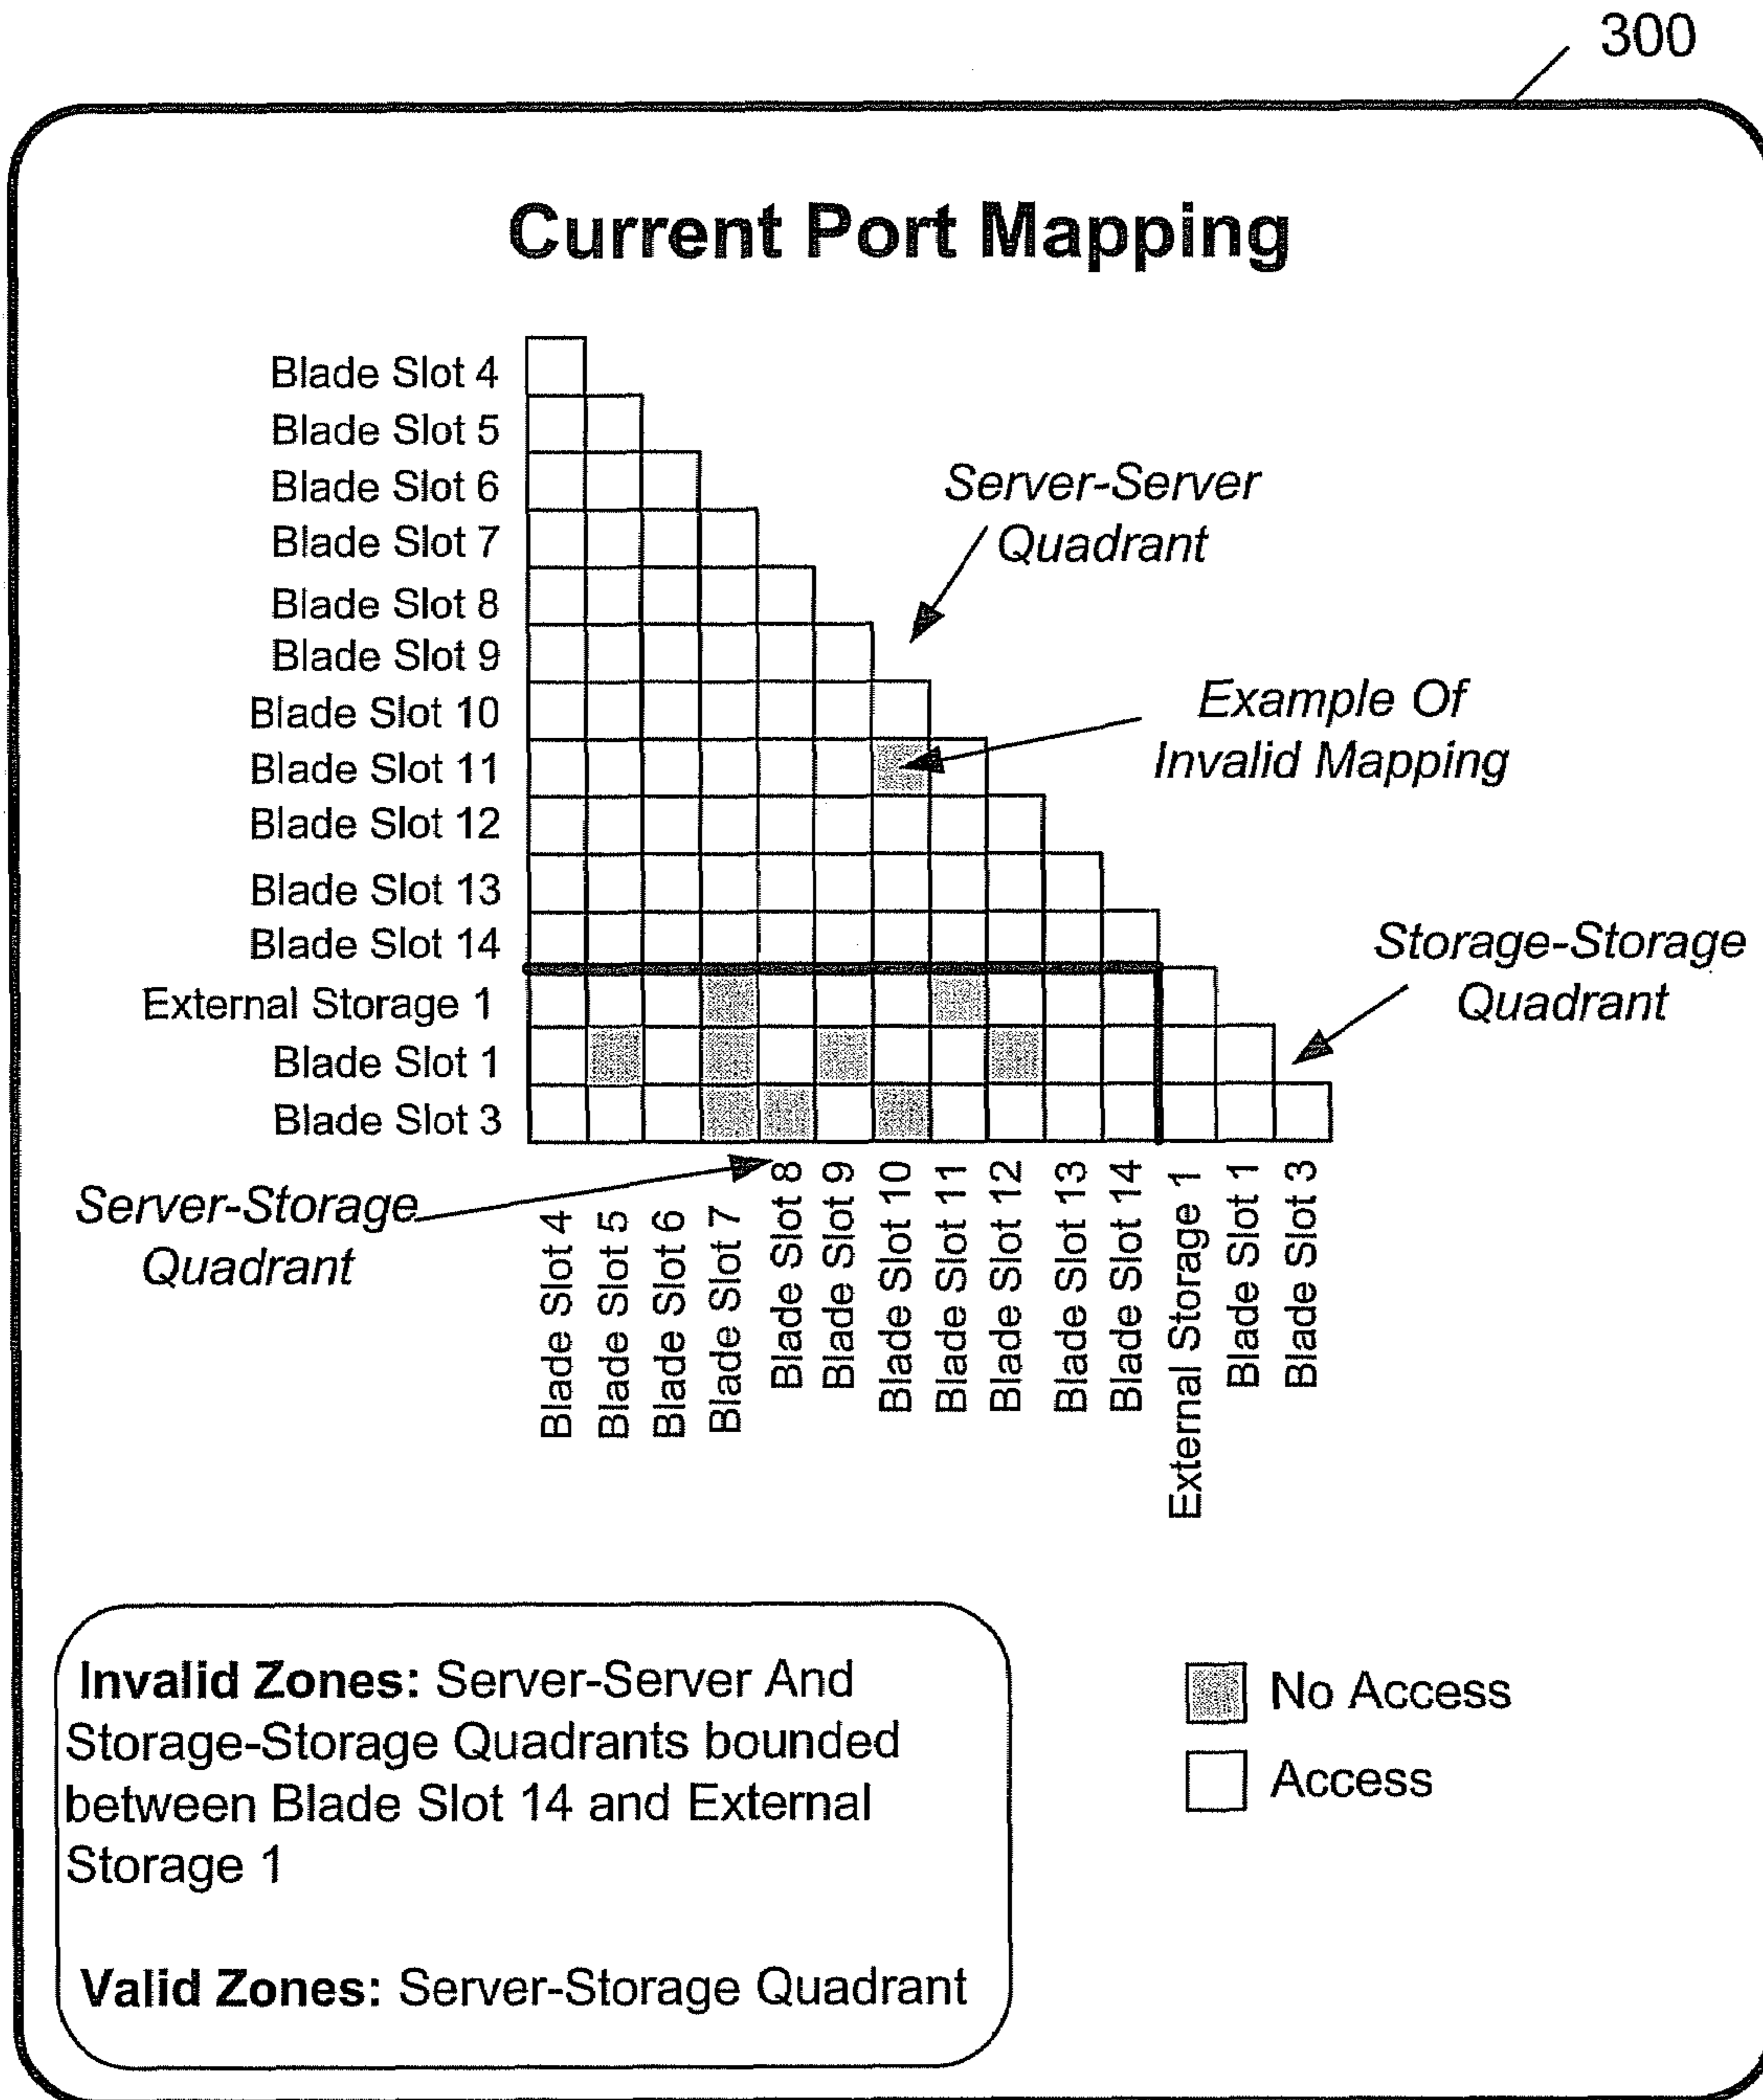 300
Current Port Mapping
Blade Slot 4
Blade Slot 5
Blade Slot 6
Blade Slot 7
Blade Slot 8
Blade Slot 9
Blade Slot 10
Blade Slot 11
Blade Slot 12
Blade Slot 13
Blade Slot 14
External Storage 1
Blade Slot 1
Blade Slot 3
Server-Server
Quadrant
Example Of
Invalid Mapping
Storage-Storage
Quadrant
Server-Storage
Quadrant
Blade Slot 4
Blade Slot 5
Blade Slot 6
Blade Slot 7
Blade Slot 8
Blade Slot 9
Blade Slot 10
Blade Slot 11
Blade Slot 12
Blade Slot 13
Blade Slot 14
External Storage 1
Blade Slot 1
Blade Slot 3
Invalid Zones: Server-Server And
Storage-Storage Quadrants bounded
between Blade Slot 14 and External
Storage 1
Valid Zones: Server-Storage Quadrant
No Access
Access